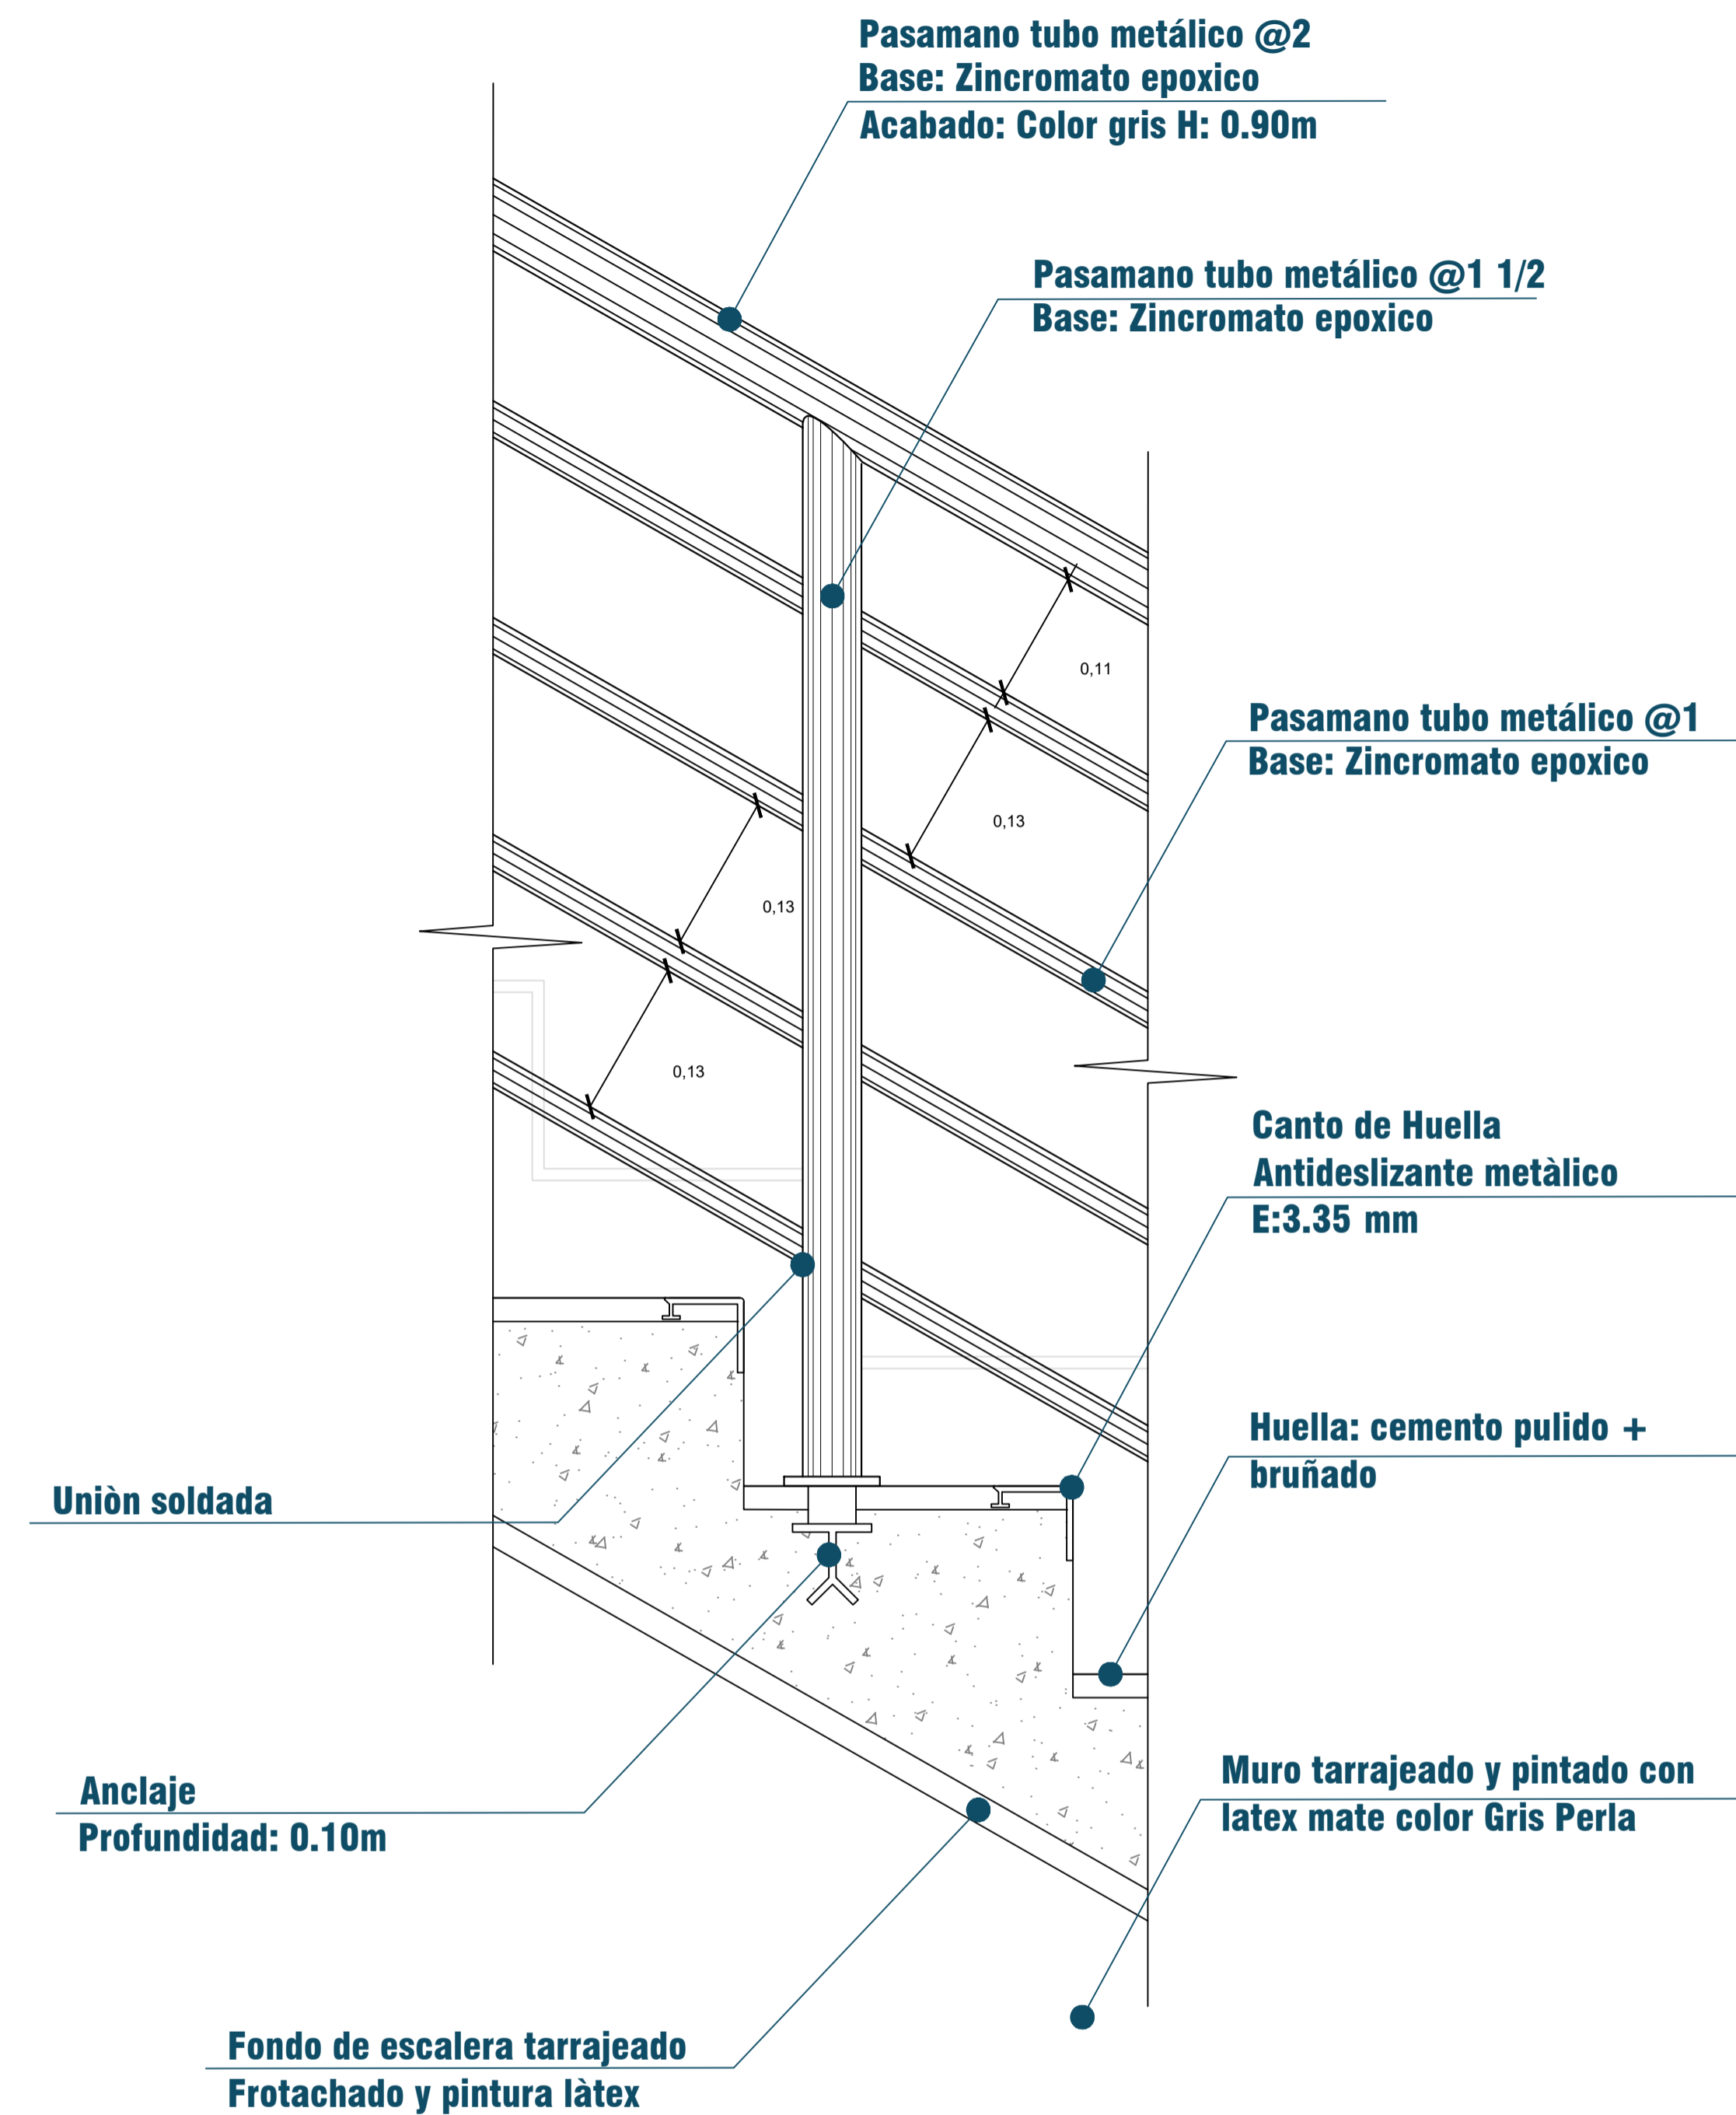 Pasamano tubo metálico @2
Base: Zincromato epoxico
Acabado: Color gris H: 0.90m
Pasamano tubo metálico @1 1/2
Base: Zincromato epoxico
0,11
Pasamano tubo metálico @1
Base: Zincromato epoxico
0,13
0,13
0,13
Canto de Huella
Antideslizante metàlico
E:3.35 mm
Huella: cemento pulido +
bruñado
Uniòn soldada
Anclaje
Profundidad: 0.10m
Muro tarrajeado y pintado con
latex mate color Gris Perla
Fondo de escalera tarrajeado
Frotachado y pintura làtex